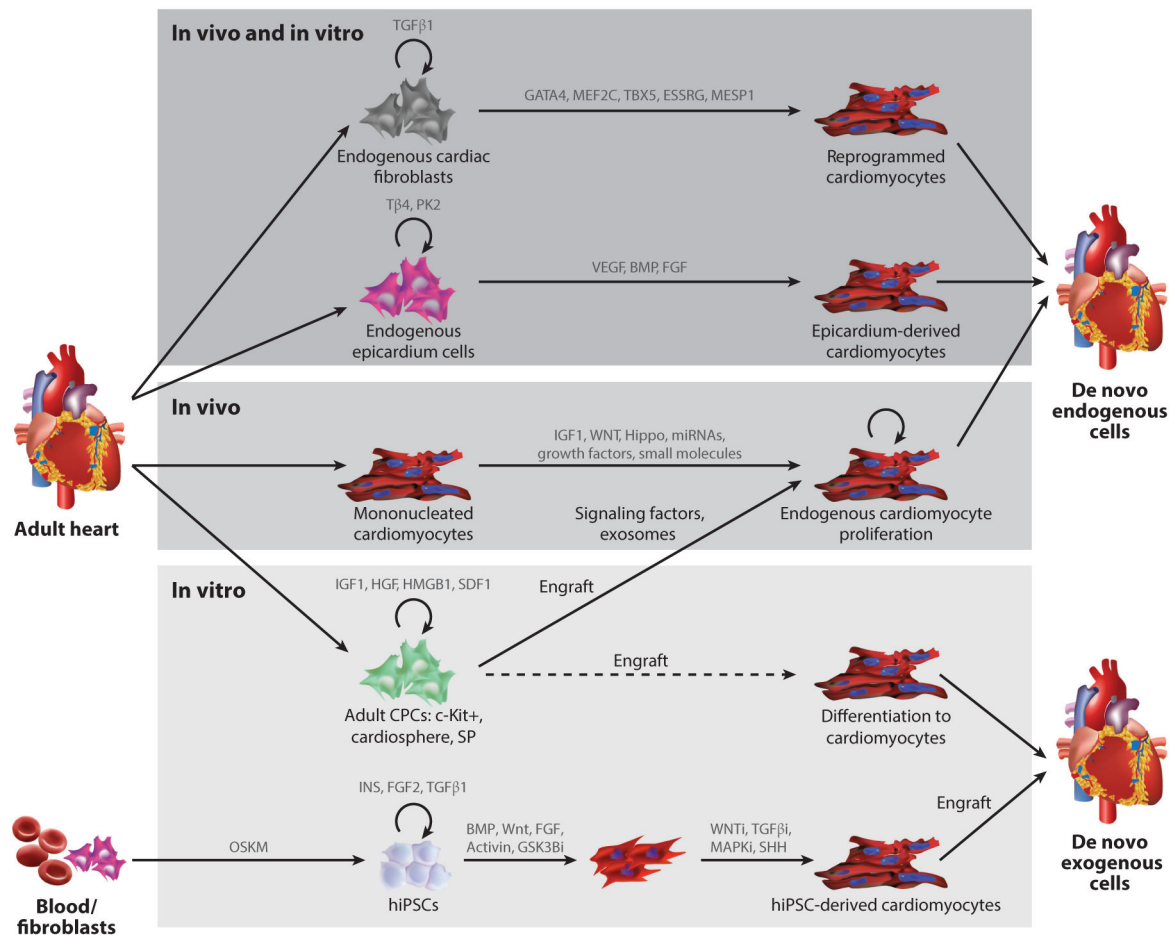 In vivo and in vitro
TGFβ1
GATA4, MEF2C, TBX5, ESSRG, MESP1
Endogenous cardiac
fibroblasts
Reprogrammed
cardiomyocytes
Tβ4, PK2
VEGF, BMP, FGF
Endogenous
epicardium cells
Epicardium-derived
cardiomyocytes
Adult heart
De novo
endogenous
cells
In vivo
IGF1, WNT, Hippo, miRNAs,
growth factors, small molecules
Mononucleated
cardiomyocytes
Signaling factors,
exosomes
Endogenous cardiomyocyte
proliferation
In vitro
IGF1, HGF, HMGB1, SDF1
Engraft
Engraft
Adult CPCs: c-Kit+,
cardiosphere, SP
Differentiation to
cardiomyocytes
INS, FGF2, TGFβ1
OSKM
BMP, Wnt, FGF,
Activin, GSK3Bi
WNTi, TGFβi,
MAPKi, SHH
Engraft
hiPSCs
hiPSC-derived cardiomyocytes
Blood/
fibroblasts
De novo
exogenous
cells